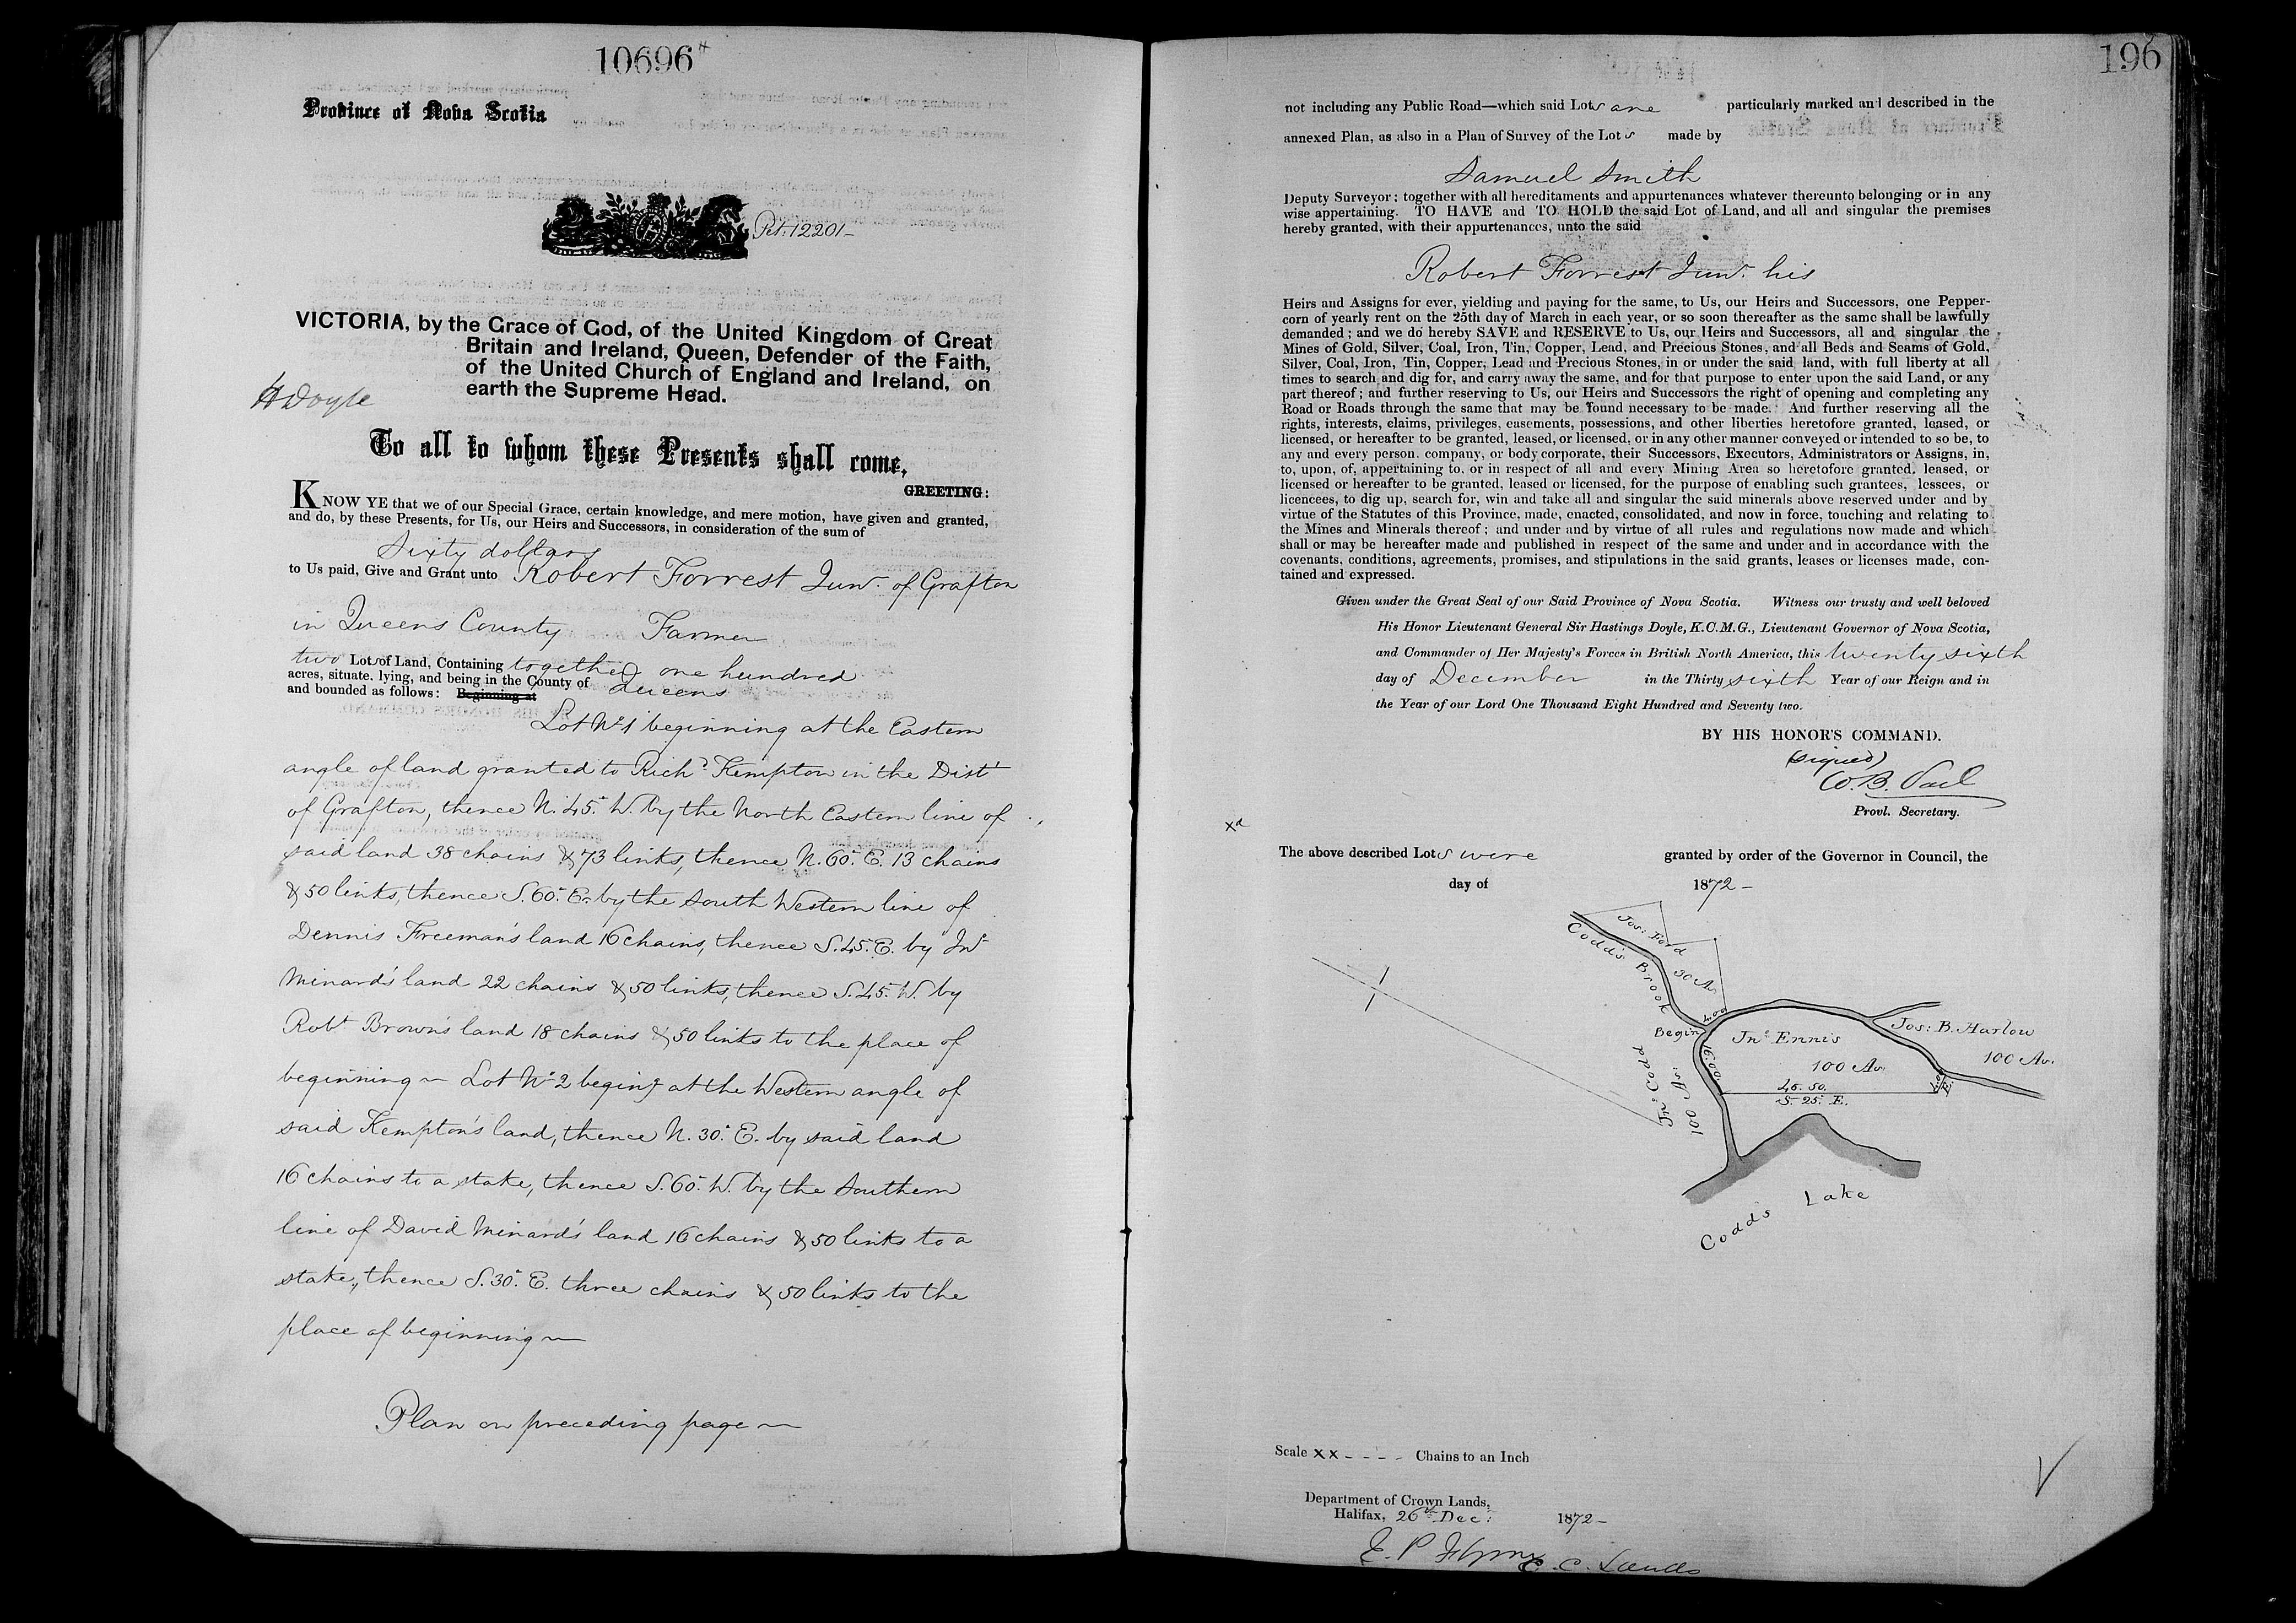 10696
Province of Nova Scotia
Pet. 12201-
VICTORIA, by the Grace of God, of the United Kingdom of Great
Britain and Ireland, Queen, Defender of the Faith,
of the United Church of England and Ireland, on
earth the Supreme Head.
H Doyle
To all to whom these Presents shall come,
GREETING:
KNOW YE that we of our Special Grace, certain knowledge, and mere motion, have given and granted,
and do, by these Presents, for Us, our Heirs and Successors, in consideration of the sum of
Sixty dollars
to Us paid, Give and Grant unto Robert Forrest Junr. of Grafton
in Queens County Farmer
two Lots of Land, Containing together one hundred
acres, situate, lying, and being in the County of Queens
and bounded as follows: Beginning at
Lot No 1 beginning at the Eastern
angle of land granted to Richd. Kempton in the Dist
of Grafton, thence N. 45° W. by the North Eastern line of
said land 38 chains & 73 links, thence N. 60° E. 13 chains
& 50 links, thence S. 60° E. by the South Western line of
Dennis Freeman's land 16 chains, thence S. 45° E. by Jno
Minard's land 22 chains & 50 links, thence S. 45° W. by
Robt Brown's land 18 chains & 50 links to the place of
beginning ~ Lot No 2 beging at the Western angle of
said Kempton's land, thence N. 30° E. by said land
16 chains to a stake, thence S. 60° W. by the Southern
line of David Minard's land 16 chains & 50 links to a
stake, thence S. 30° E. three chains & 50 links to the
place of beginning ~
Plan on preceding page ~
196
not including any Public Road—which said Lots are particularly marked and described in the
annexed Plan, as also in a Plan of Survey of the Lots made by
Samuel Smith
Deputy Surveyor; together with all hereditaments and appurtenances whatever thereunto belonging or in any
wise appertaining. TO HAVE and TO HOLD the said Lot of Land, and all and singular the premises
hereby granted, with their appurtenances, unto the said
Robert Forrest Junr. his
Heirs and Assigns for ever, yielding and paying for the same, to Us, our Heirs and Successors, one Pepper-
corn of yearly rent on the 25th day of March in each year, or so soon thereafter as the same shall be lawfully
demanded; and we do hereby SAVE and RESERVE to Us, our Heirs and Successors, all and singular the
Mines of Gold, Silver, Coal, Iron, Tin, Copper, Lead, and Precious Stones, and all Beds and Seams of Gold,
Silver, Coal, Iron, Tin, Copper, Lead and Precious Stones, in or under the said land, with full liberty at all
times to search and dig for, and carry away the same, and for that purpose to enter upon the said Land, or any
part thereof; and further reserving to Us, our Heirs and Successors the right of opening and completing any
Road or Roads through the same that may be found necessary to be made. And further reserving all the
rights, interests, claims, privileges, easements, possessions, and other liberties heretofore granted, leased, or
licensed, or hereafter to be granted, leased, or licensed, or in any other manner conveyed or intended to so be, to
any and every person, company, or body corporate, their Successors, Executors, Administrators or Assigns, in,
to, upon, of, appertaining to, or in respect of all and every Mining Area so heretofore granted, leased, or
licensed or hereafter to be granted, leased or licensed, for the purpose of enabling such grantees, lessees, or
licencees, to dig up, search for, win and take all and singular the said minerals above reserved under and by
virtue of the Statutes of this Province, made, enacted, consolidated, and now in force, touching and relating to
the Mines and Minerals thereof; and under and by virtue of all rules and regulations now made and which
shall or may be hereafter made and published in respect of the same and under and in accordance with the
covenants, conditions, agreements, promises, and stipulations in the said grants, leases or licenses made, con-
tained and expressed.
Given under the Great Seal of our Said Province of Nova Scotia. Witness our trusty and well beloved
His Honor Lieutenant General Sir Hastings Doyle, K.C.M.G., Lieutenant Governor of Nova Scotia,
and Commander of Her Majesty's Forces in British North America, this twenty sixth
day of December in the Thirty sixth Year of our Reign and in
the Year of our Lord One Thousand Eight Hundred and Seventy two.
BY HIS HONOR'S COMMAND.
(signed)
W. B. Vail
Provl. Secretary.
xd
The above described Lots were granted by order of the Governor in Council, the
day of 1872-
Jos: Ford
30 Ac
Codd's Brook
Begin
4.00
Jno Ennis
100 Ac.
Jos: B. Harlow
100 Ac.
16.00
Jno Codd
100 Ac:
46.50.
S. 25° E.
Codd's Lake
Scale xx - - - - Chains to an Inch
Department of Crown Lands,
Halifax, 26th Dec: 1872-